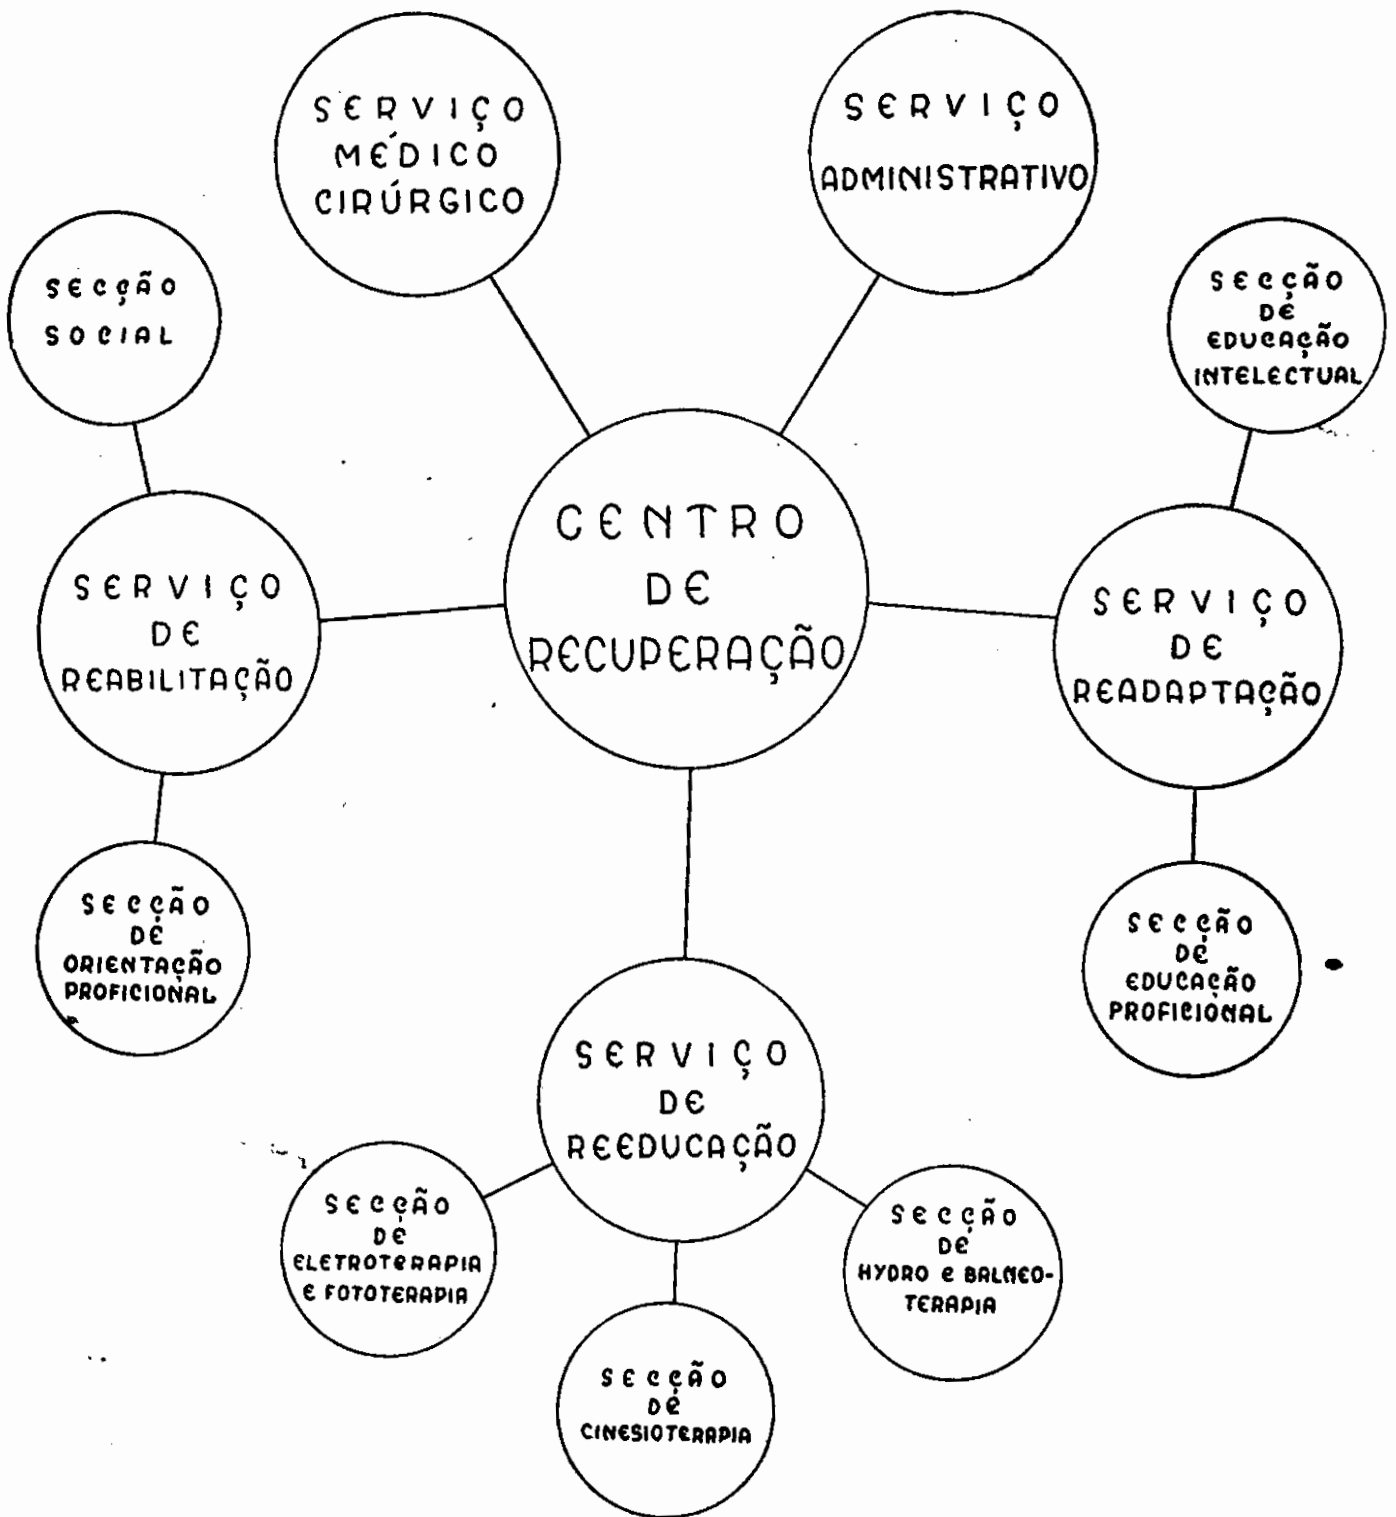 SERVIÇO
MÉDICO
CIRÚRGICO
SERVIÇO
ADMINISTRATIVO
SECÇÃO
SOCIAL
SECÇÃO
DE
EDUCAÇÃO
INTELECTUAL
CENTRO
DE
RECUPERAÇÃO
SERVIÇO
DE
REABILITAÇÃO
SERVIÇO
DE
READAPTAÇÃO
SECÇÃO
DE
ORIENTAÇÃO
PROFICIONAL
SECÇÃO
DE
EDUCAÇÃO
PROFICIONAL
SERVIÇO
DE
REEDUCAÇÃO
SECÇÃO
DE
ELETROTERAPIA
E FOTOTERAPIA
SECÇÃO
DE
HYDRO e BALNEO-
TERAPIA
SECÇÃO
DE
CINESIOTERAPIA